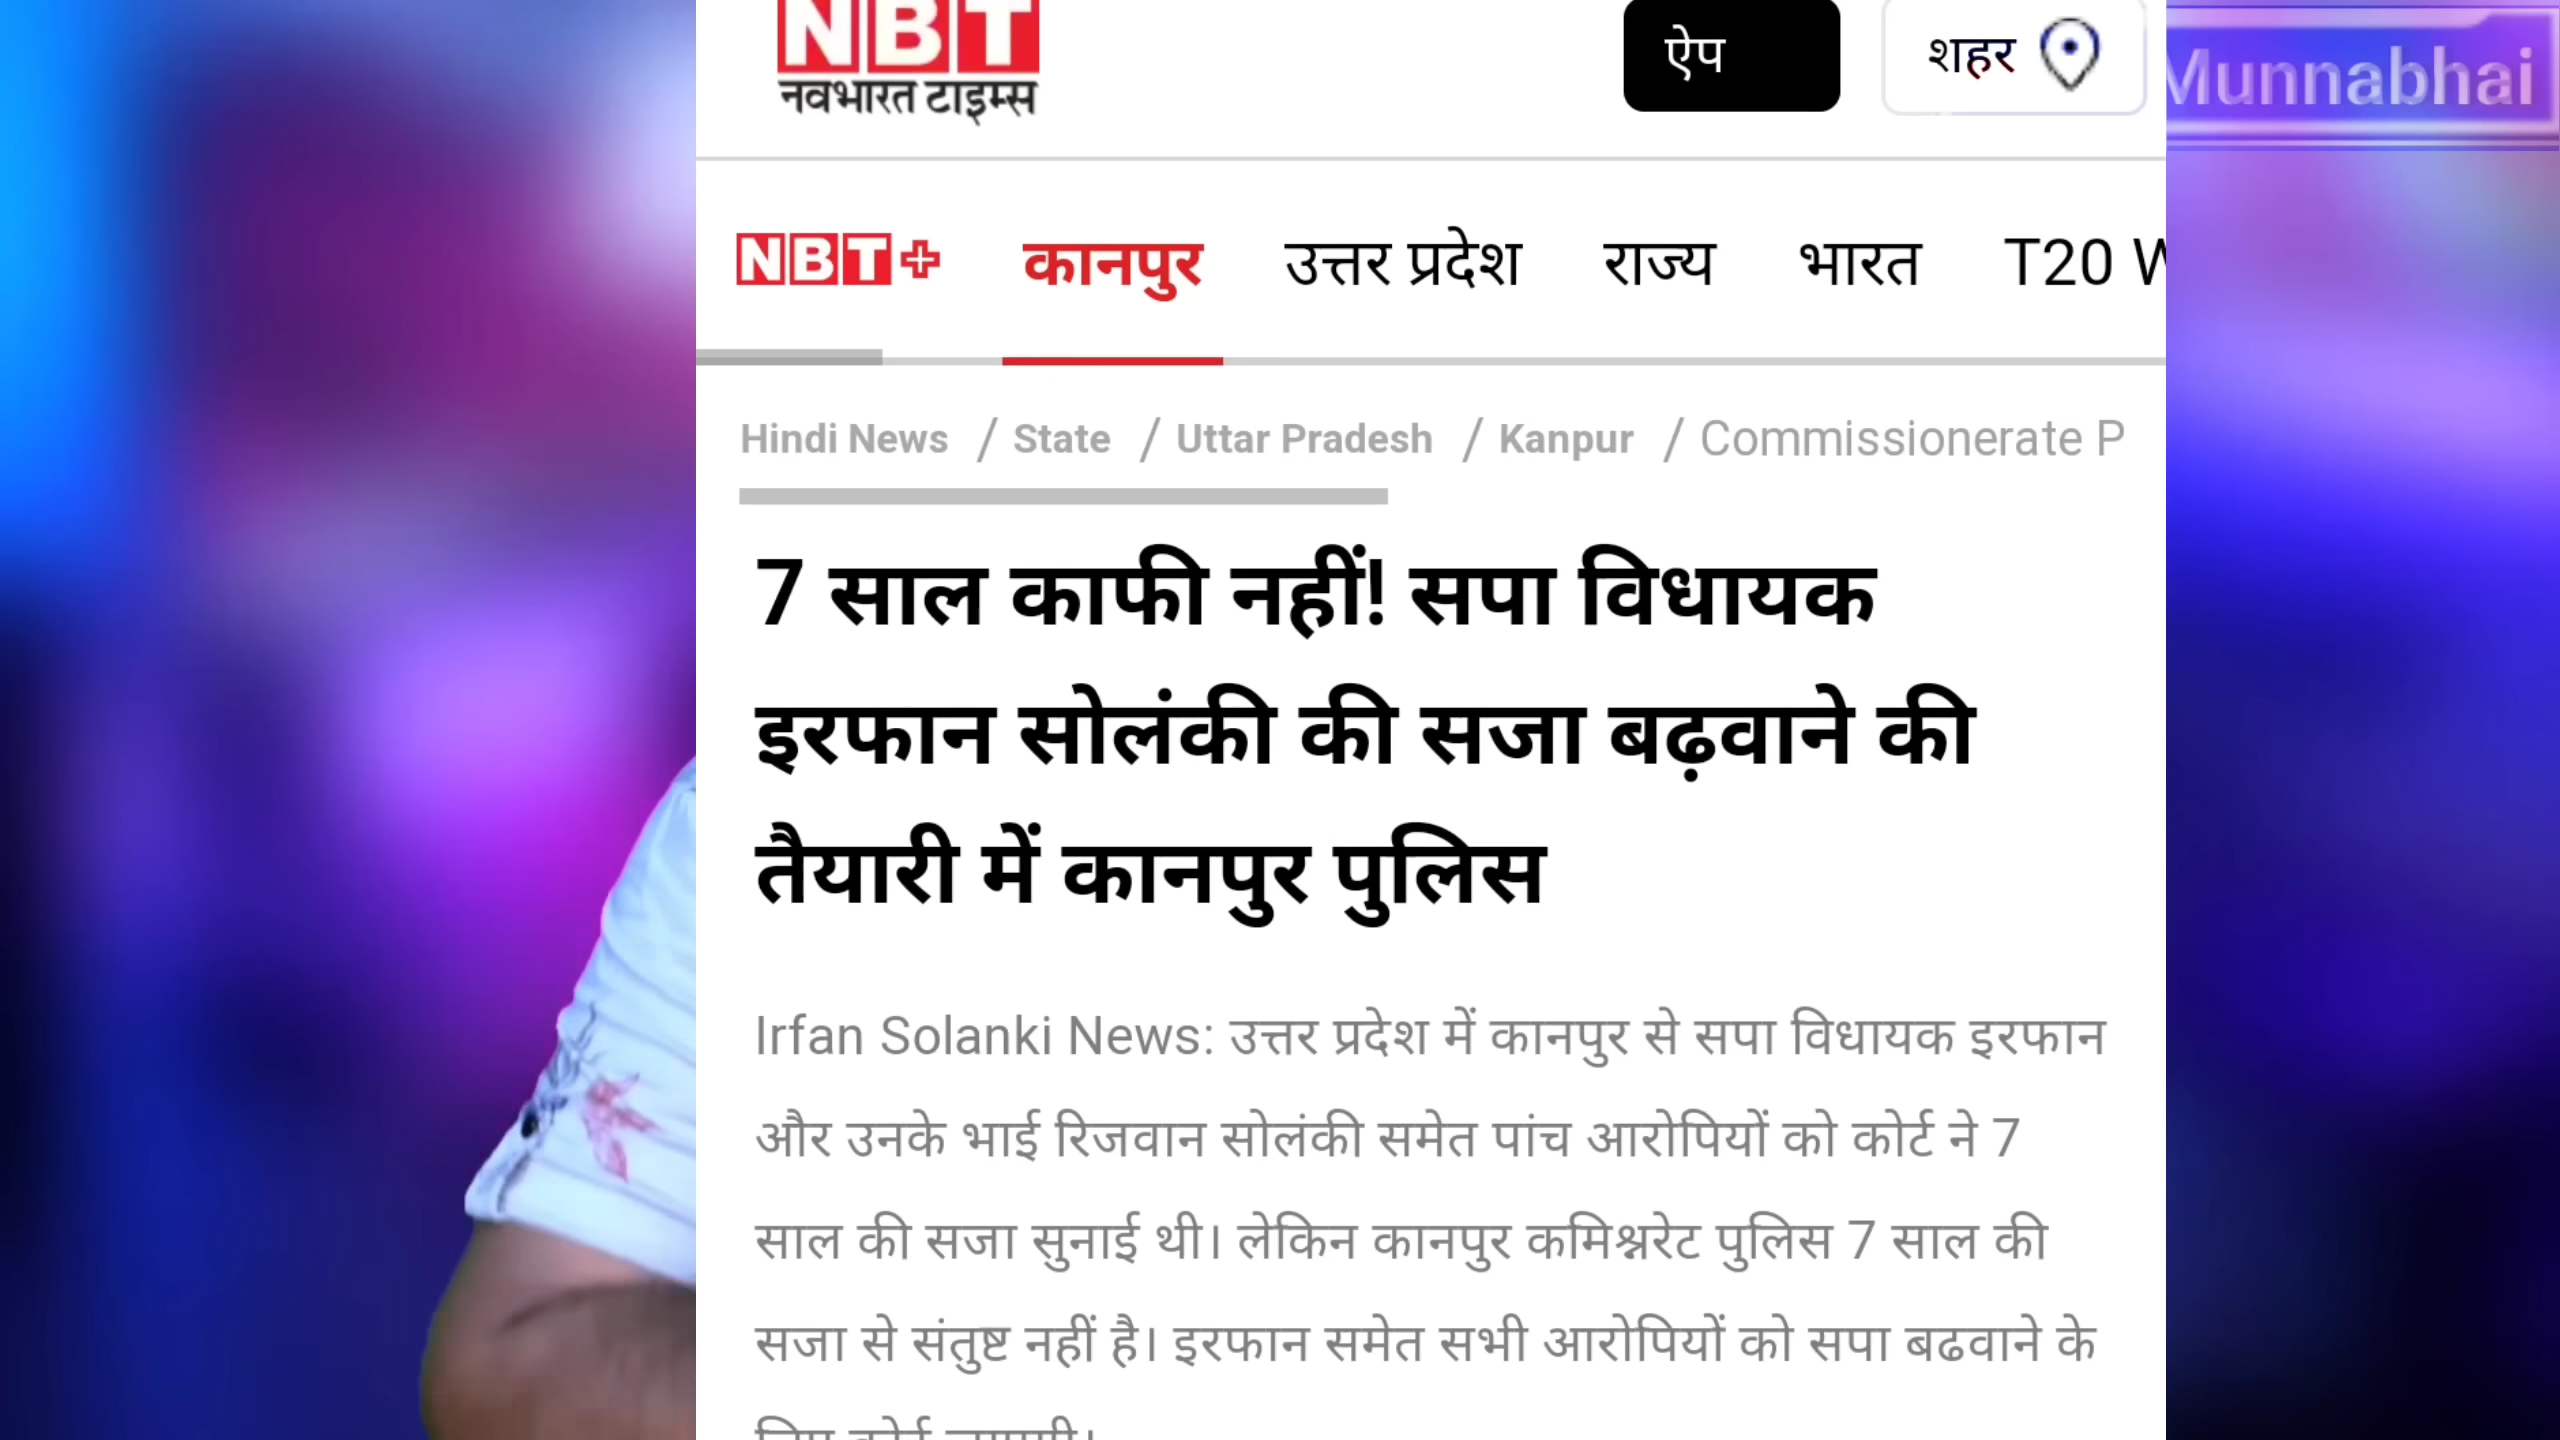 NBT
नवभारत टाइम्स
ऐप
शहर
Munnabhai
NBT+ कानपुर उत्तर प्रदेश राज्य भारत T20 W
Hindi News / State / Uttar Pradesh / Kanpur / Commissionerate P
7 साल काफी नहीं! सपा विधायक
इरफान सोलंकी की सजा बढ़वाने की
तैयारी में कानपुर पुलिस
Irfan Solanki News: उत्तर प्रदेश में कानपुर से सपा विधायक इरफान
और उनके भाई रिजवान सोलंकी समेत पांच आरोपियों को कोर्ट ने 7
साल की सजा सुनाई थी। लेकिन कानपुर कमिश्नरेट पुलिस 7 साल की
सजा से संतुष्ट नहीं है। इरफान समेत सभी आरोपियों को सपा बढवाने के